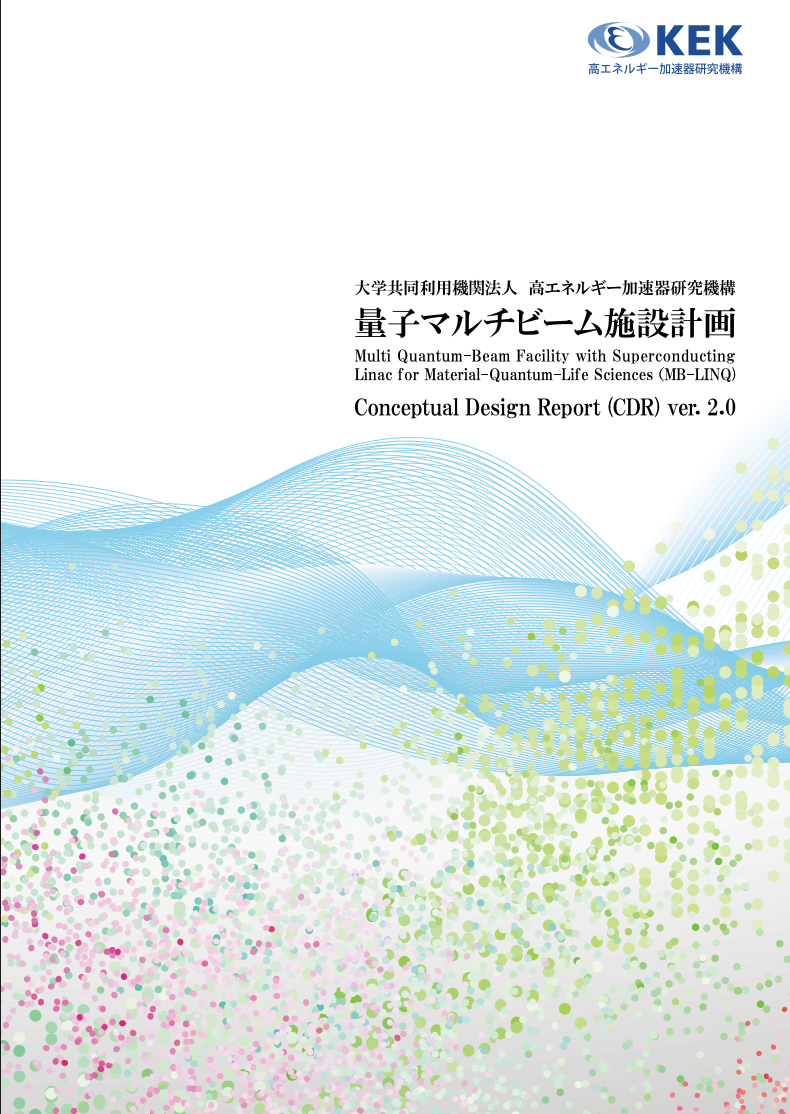 KEK
高エネルギー加速器研究機構
大学共同利用機関法人 高エネルギー加速器研究機構
量子マルチビーム施設計画
Multi Quantum-Beam Facility with Superconducting
Linac for Material-Quantum-Life Sciences (MB-LINQ)
Conceptual Design Report (CDR) ver. 2.0